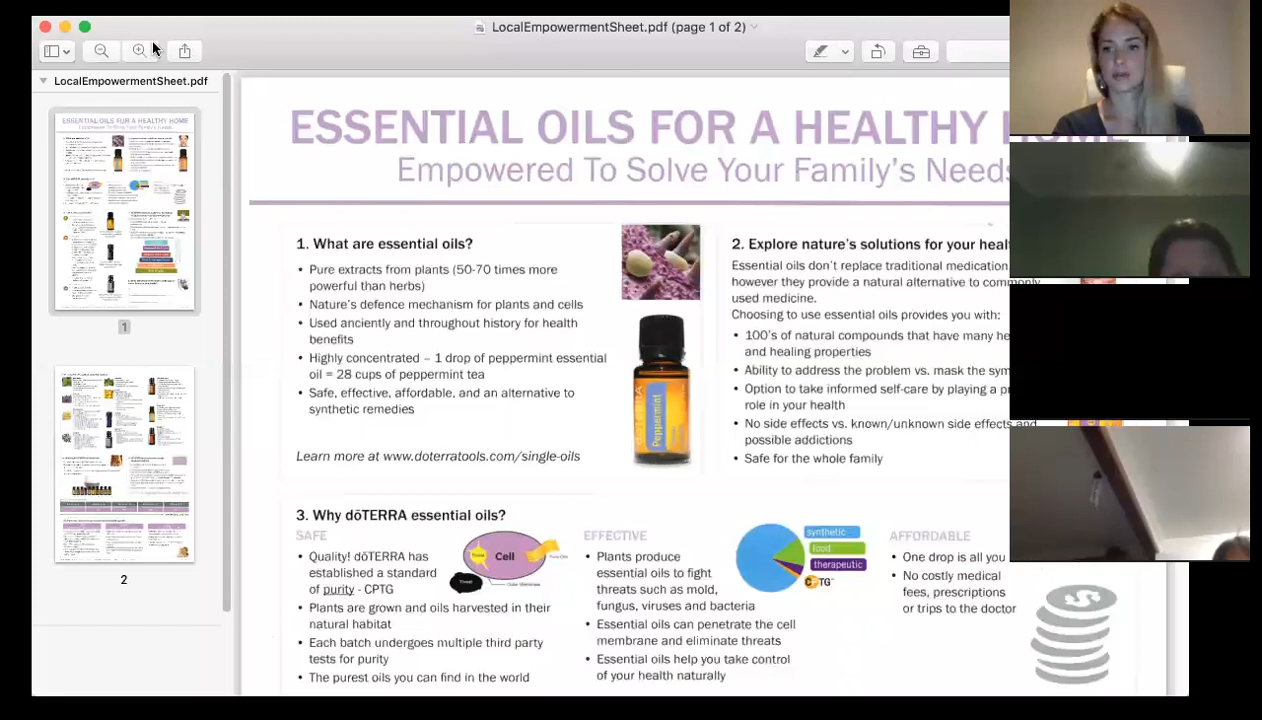 LocalEmpowermentSheet.pdf (page 1 of 2)
LocalEmpowermentSheet.pdf
1
2
ESSENTIAL OILS FOR A HEALTHY
Empowered To Solve Your Family's Needs
1. What are essential oils?
• Pure extracts from plants (50-70 times more
powerful than herbs)
• Nature's defence mechanism for plants and cells
• Used anciently and throughout history for health
benefits
• Highly concentrated – 1 drop of peppermint essential
oil = 28 cups of peppermint tea
• Safe, effective, affordable, and an alternative to
synthetic remedies
Learn more at www.doterratools.com/single-oils
dōTERRA
Peppermint
2. Explore nature's solutions for your
Essential oils don't replace traditional medication
however they provide a natural alternative to commonly
used medicine.
Choosing to use essential oils provides you with:
• 100's of natural compounds that have many
and healing properties
• Ability to address the problem vs. mask the
• Option to take informed self-care by playing a
role in your health
• No side effects vs. known/unknown side effects and
possible addictions
• Safe for the whole family
3. Why dōTERRA essential oils?
SAFE
• Quality! dōTERRA has
established a standard
of purity - CPTG
• Plants are grown and oils harvested in their
natural habitat
• Each batch undergoes multiple third party
tests for purity
• The purest oils you can find in the world
Cell
Threat
EFFECTIVE
• Plants produce
essential oils to fight
threats such as mold,
fungus, viruses and bacteria
• Essential oils can penetrate the cell
membrane and eliminate threats
• Essential oils help you take control
of your health naturally
synthetic
food
therapeutic
CPTG
AFFORDABLE
• One drop is all you
• No costly medical
fees, prescriptions
or trips to the doctor
$